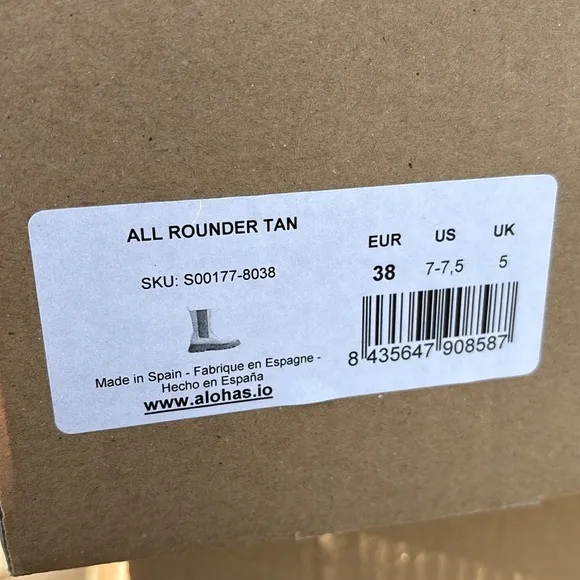 ALL ROUNDER TAN
SKU: S00177-8038
Made in Spain - Fabrique en Espagne -
Hecho en España
www.alohas.io
EUR US UK
38 7-7,5 5
8 435647 908587